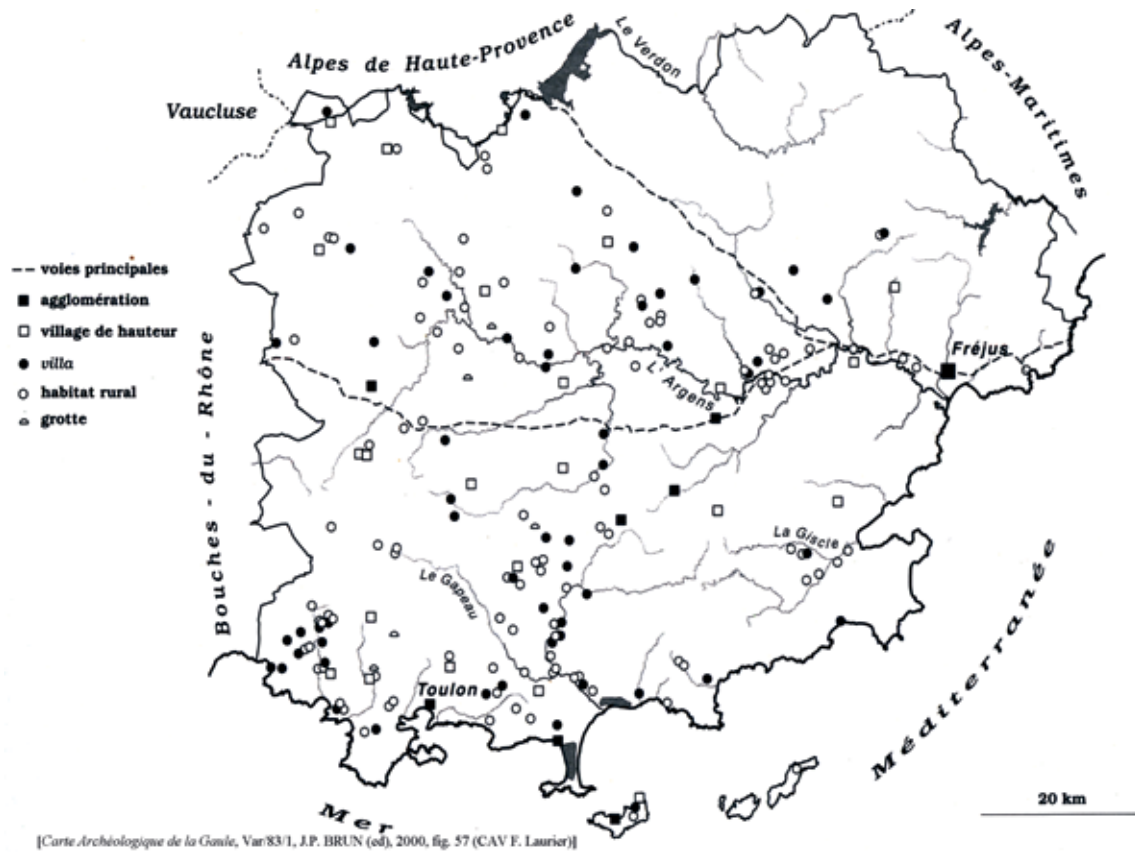 Alpes de Haute-Provence
Le Verdon
Alpes-Maritimes
Vaucluse
voies principales
agglomération
village de hauteur
villa
habitat rural
grotte
Bouches-du-Rhône
Fréjus
L'Argens
La Giscle
Le Gapeau
Toulon
Mer Méditerranée
20 km
[Carte Archéologique de la Gaule, Var/83/1, J.P. BRUN (ed), 2000, fig. 57 (CAV F. Laurier)]